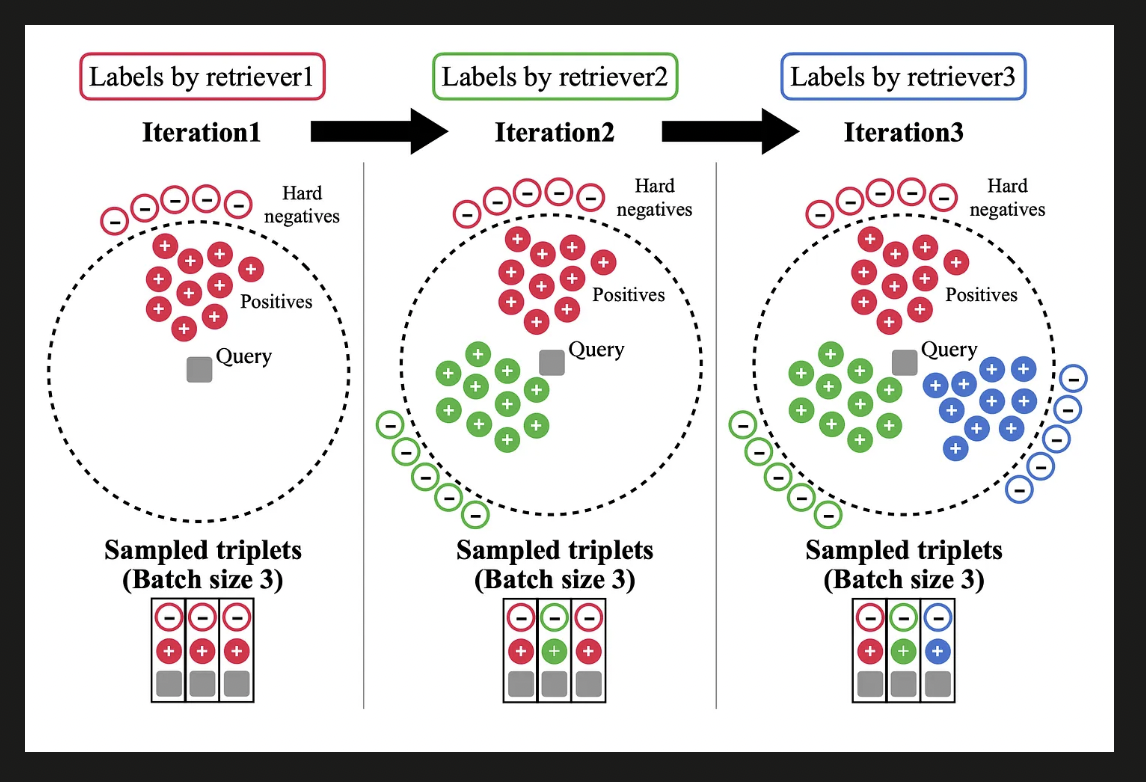 Labels by retriever1
Labels by retriever2
Labels by retriever3
Iteration1
Iteration2
Iteration3
Hard
negatives
Positives
Query
Hard
negatives
Positives
Query
Hard
negatives
Positives
Query
Sampled triplets
(Batch size 3)
Sampled triplets
(Batch size 3)
Sampled triplets
(Batch size 3)